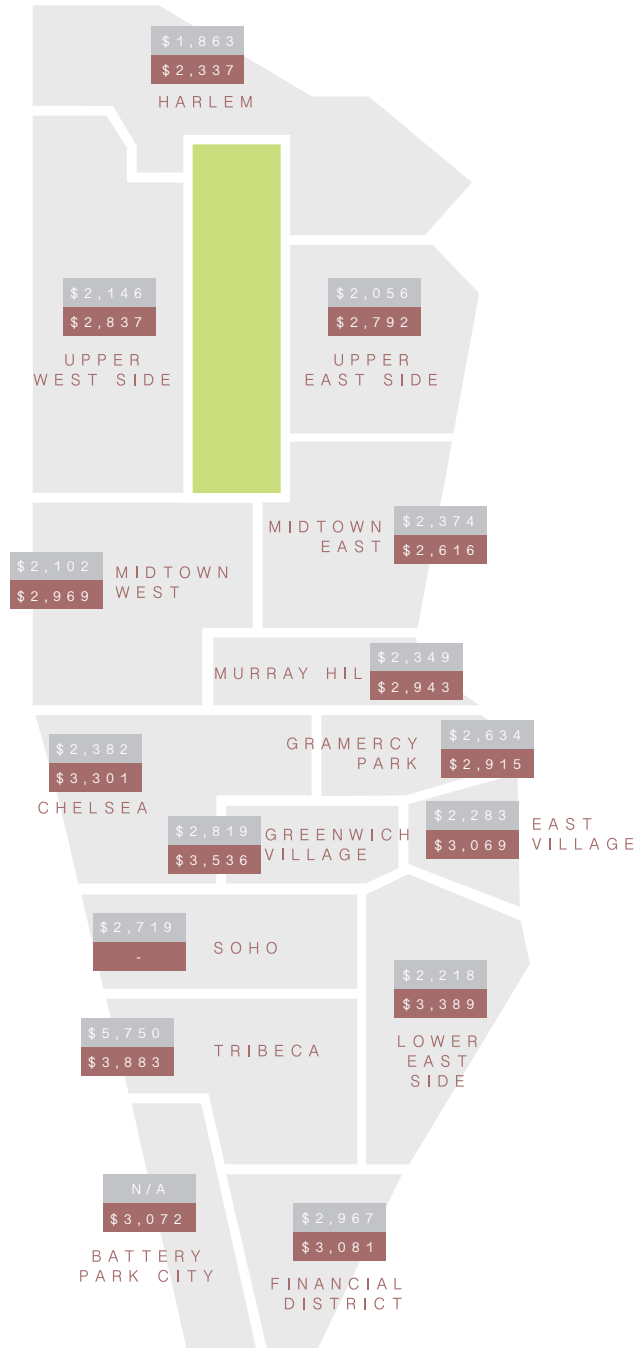 $1,863
$2,337
HARLEM
$2,146
$2,837
UPPER
WEST SIDE
$2,056
$2,792
UPPER
EAST SIDE
MIDTOWN
EAST
$2,374
$2,616
$2,102
$2,969
MIDTOWN
WEST
MURRAY HIL
$2,349
$2,943
$2,382
$3,301
CHELSEA
GRAMERCY
PARK
$2,634
$2,915
$2,819
$3,536
GREENWICH
VILLAGE
$2,283
$3,069
EAST
VILLAGE
$2,719
-
SOHO
$2,218
$3,389
LOWER
EAST
SIDE
$5,750
$3,883
TRIBECA
N/A
$3,072
BATTERY
PARK CITY
$2,967
$3,081
FINANCIAL
DISTRICT